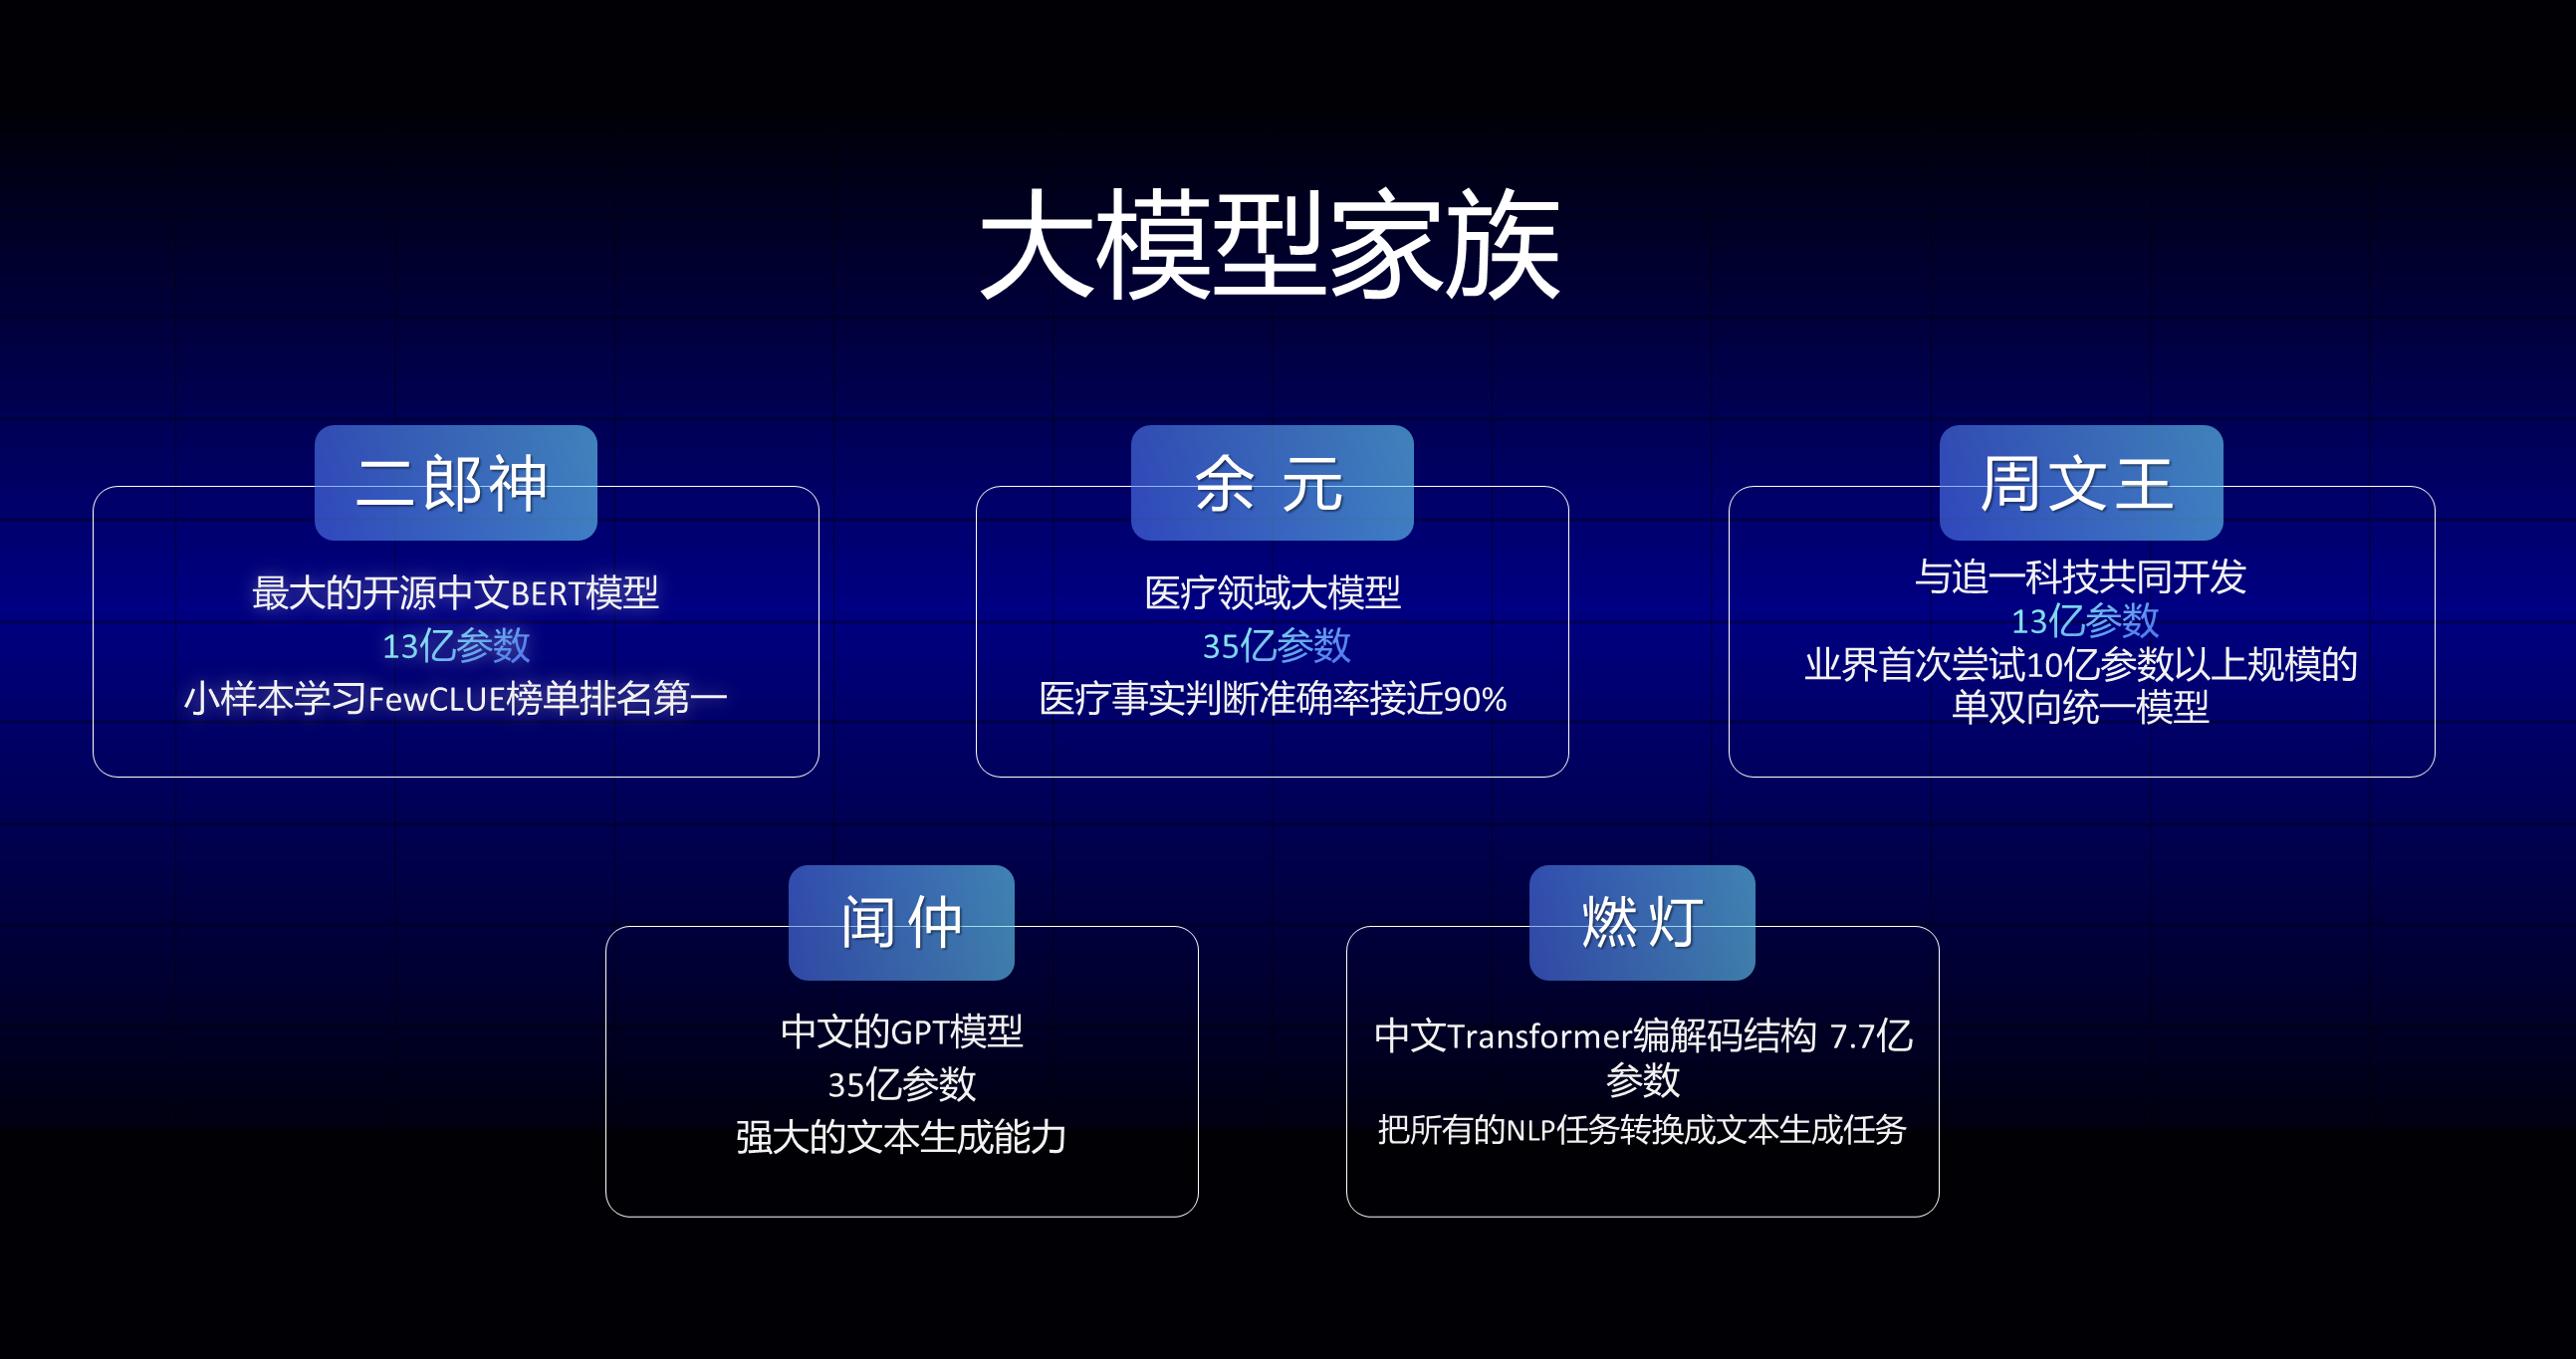 大模型家族
二郎神
最大的开源中文BERT模型
13亿参数
小样本学习FewCLUE榜单排名第一
余 元
医疗领域大模型
35亿参数
医疗事实判断准确率接近90%
周文王
与追一科技共同开发
13亿参数
业界首次尝试10亿参数以上规模的
单双向统一模型
闻仲
中文的GPT模型
35亿参数
强大的文本生成能力
燃灯
中文Transformer编解码结构 7.7亿
参数
把所有的NLP任务转换成文本生成任务